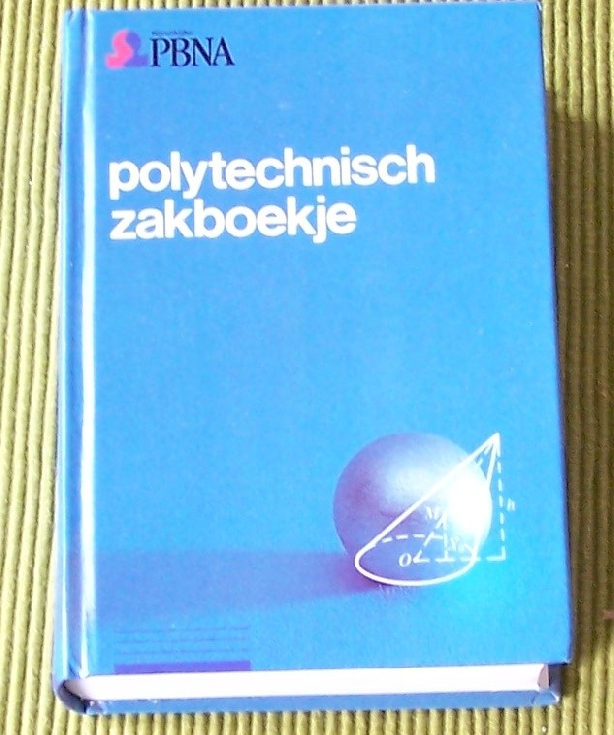 PBNA
polytechnisch
zakboekje
h
M
O